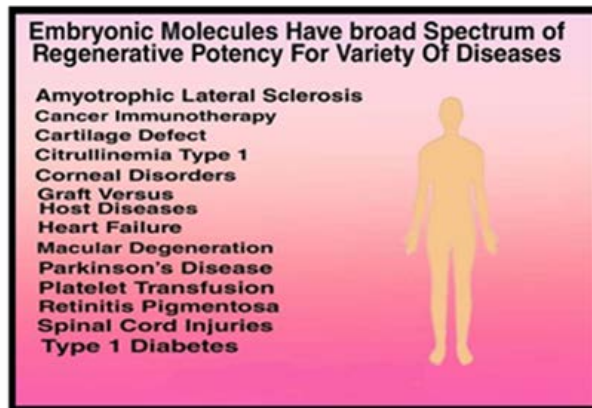 Embryonic Molecules Have broad Spectrum of
Regenerative Potency For Variety Of Diseases
Amyotrophic Lateral Sclerosis
Cancer Immunotherapy
Cartilage Defect
Citrullinemia Type 1
Corneal Disorders
Graft Versus
Host Diseases
Heart Failure
Macular Degeneration
Parkinson's Disease
Platelet Transfusion
Retinitis Pigmentosa
Spinal Cord Injuries
Type 1 Diabetes